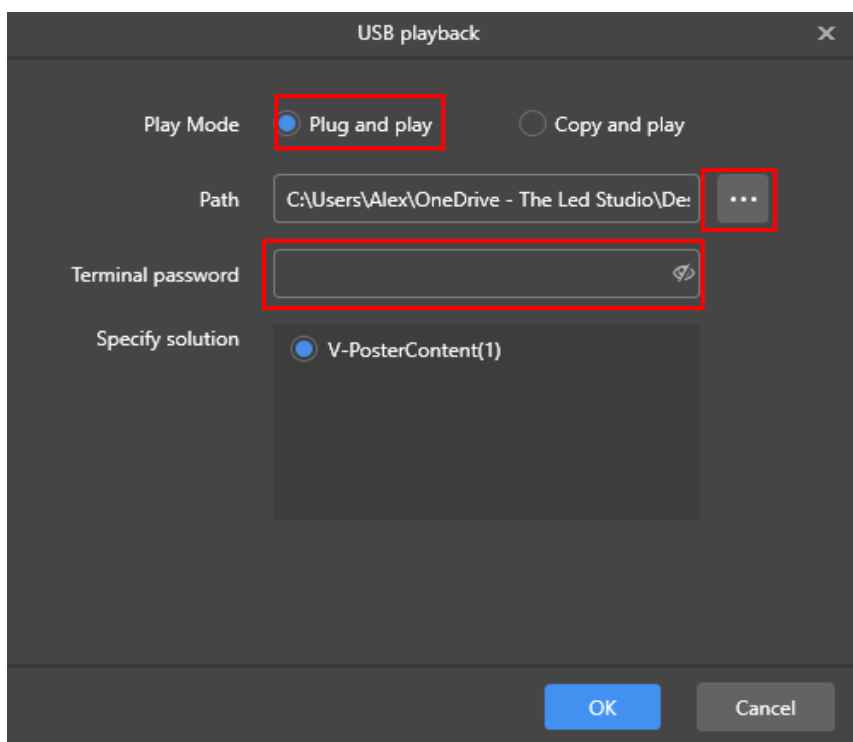 USB playback
Play Mode Plug and play Copy and play
Path C:\Users\Alex\OneDrive - The Led Studio\De
Terminal password
Specify solution V-PosterContent(1)
OK Cancel